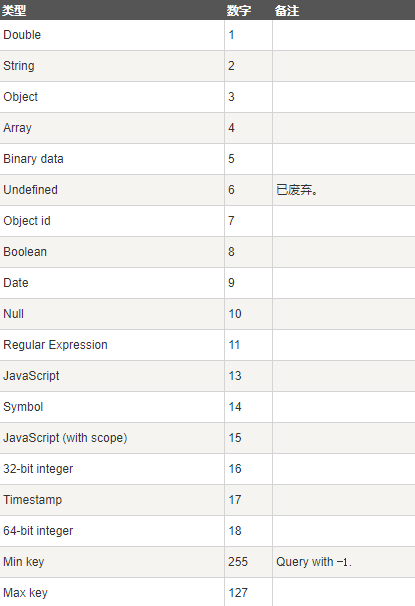 类型 数字 备注
Double 1
String 2
Object 3
Array 4
Binary data 5
Undefined 6 已废弃。
Object id 7
Boolean 8
Date 9
Null 10
Regular Expression 11
JavaScript 13
Symbol 14
JavaScript (with scope) 15
32-bit integer 16
Timestamp 17
64-bit integer 18
Min key 255 Query with -1.
Max key 127